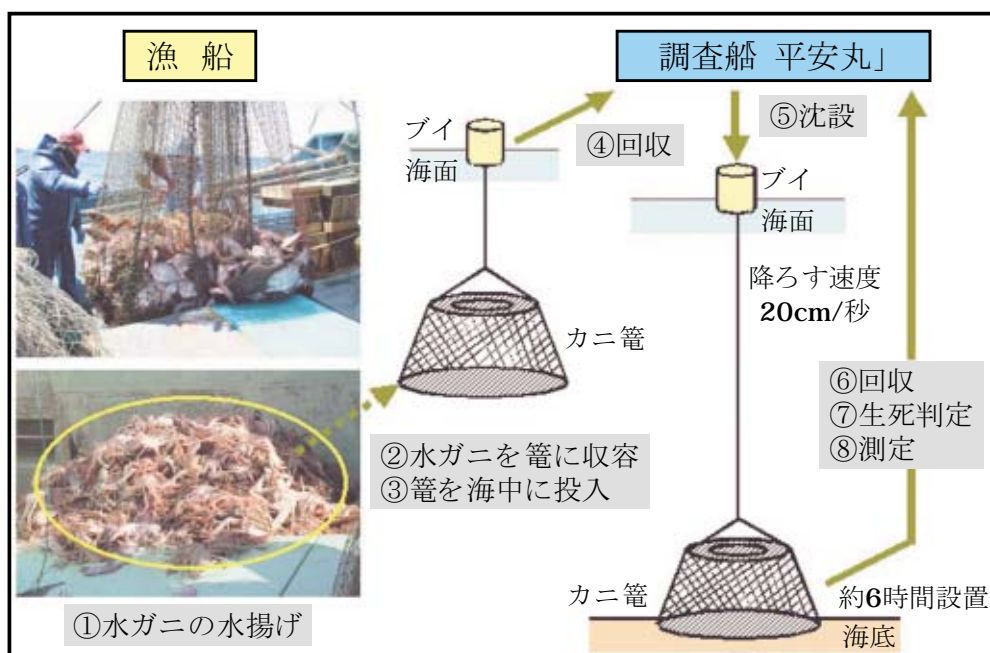 漁 船
調査船「平安丸」
ブイ
海面
④回収
⑤沈設
ブイ
海面
カニ篭
降ろす速度
20cm/秒
②水ガニを篭に収容
③篭を海中に投入
⑥回収
⑦生死判定
⑧測定
カニ篭
約6時間設置
海底
①水ガニの水揚げ